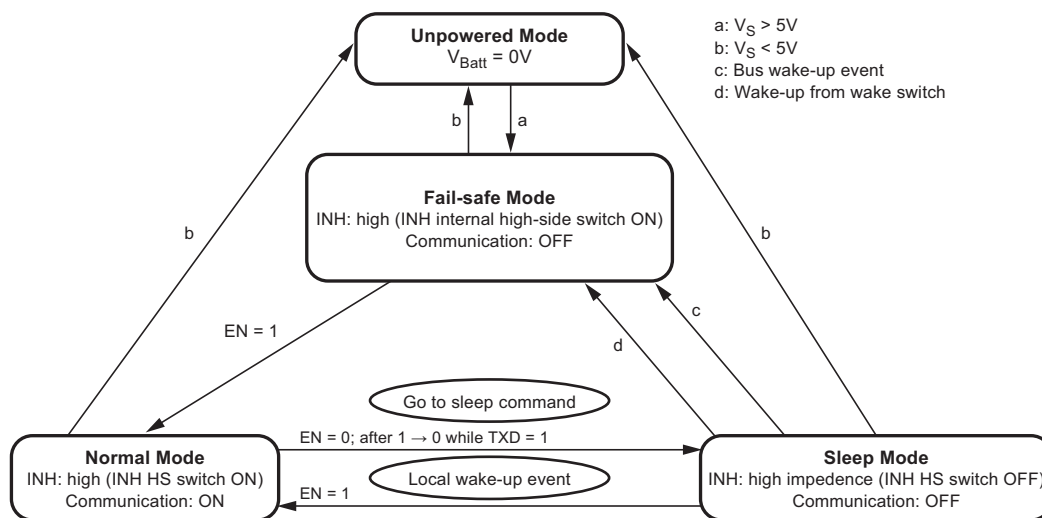 Unpowered Mode
V_Batt = 0V
a: V_S > 5V
b: V_S < 5V
c: Bus wake-up event
d: Wake-up from wake switch
b
a
Fail-safe Mode
INH: high (INH internal high-side switch ON)
Communication: OFF
b
b
EN = 1
d
c
Go to sleep command
EN = 0; after 1 → 0 while TXD = 1
Normal Mode
INH: high (INH HS switch ON)
Communication: ON
Local wake-up event
EN = 1
Sleep Mode
INH: high impedence (INH HS switch OFF)
Communication: OFF